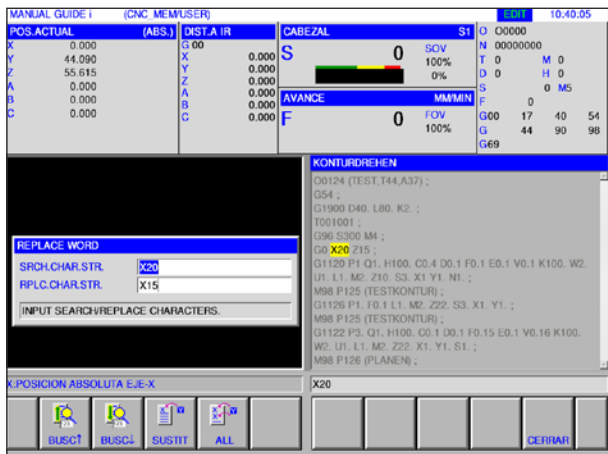 MANUAL GUIDE i (CNC_MEM/USER) EDIT 10:40:05
POS.ACTUAL (ABS.) DIST.A IR CABEZAL S1 O O0000
G 00 N 00000000
X 0.000 X 0.000 S 0 SOV 100% 0% T 0 M 0
Y 44.090 Y 0.000 D 0 H 0
Z 55.615 Z 0.000 S 0 M5
A 0.000 A 0.000 AVANCE MM/MIN F 0
B 0.000 B 0.000 F 0 FOV 100% G00 17 40 54
C 0.000 C 0.000 G 44 90 98
G69
KONTURDREHEN
O0124 (TEST,T44,A37) ;
G54 ;
G1900 D40. L80. K2. ;
T001001 ;
G96 S300 M4 ;
G0 X20 Z15 ;
G1120 P1 Q1. H100. C0.4 D0.1 F0.1 E0.1 V0.1 K100. W2.
U1. L1. M2. Z10. S3. X1. Y1. N1. ;
M98 P125 (TESTKONTUR) ;
G1126 P1. F0.1 L1. M2. Z22. S3. X1. Y1. ;
M98 P125 (TESTKONTUR) ;
G1122 P3. Q1. H100. C0.1 D0.1 F0.15 E0.1 V0.16 K100.
W2. U1. L1. M2. Z22. X1. Y1. S1. ;
M98 P126 (PLANEN) ;
REPLACE WORD
SRCH.CHAR.STR. X20
RPLC.CHAR.STR. X15
INPUT SEARCH/REPLACE CHARACTERS.
X:POSICION ABSOLUTA EJE-X X20
BUSC↑ BUSC↓ SUSTIT ALL CERRAR